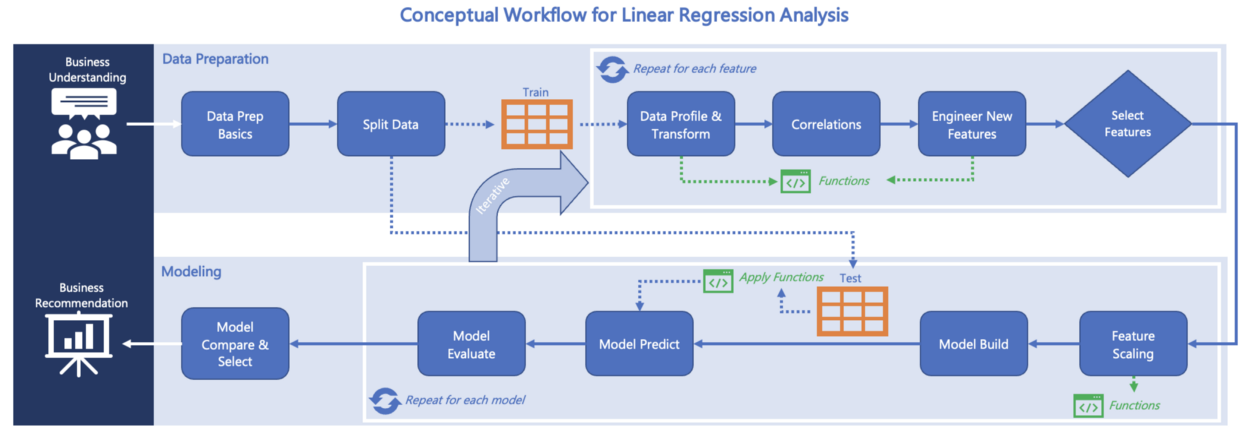 Conceptual Workflow for Linear Regression Analysis
Business
Understanding
Data Preparation
Repeat for each feature
Data Prep
Basics
Split Data
Train
Data Profile &
Transform
Correlations
Engineer New
Features
Select
Features
Functions
Iterative
Modeling
Business
Recommendation
Apply Functions
Test
Model
Compare &
Select
Model
Evaluate
Model Predict
Model Build
Feature
Scaling
Repeat for each model
Functions